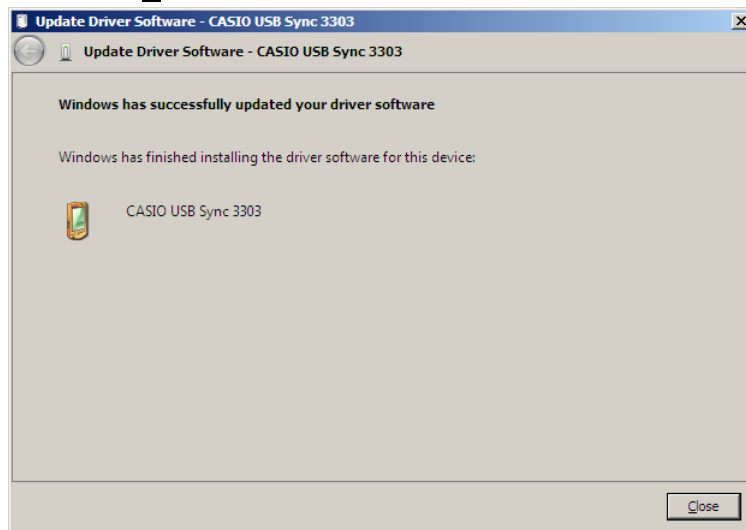 Update Driver Software - CASIO USB Sync 3303
Update Driver Software - CASIO USB Sync 3303
Windows has successfully updated your driver software
Windows has finished installing the driver software for this device:
CASIO USB Sync 3303
Close